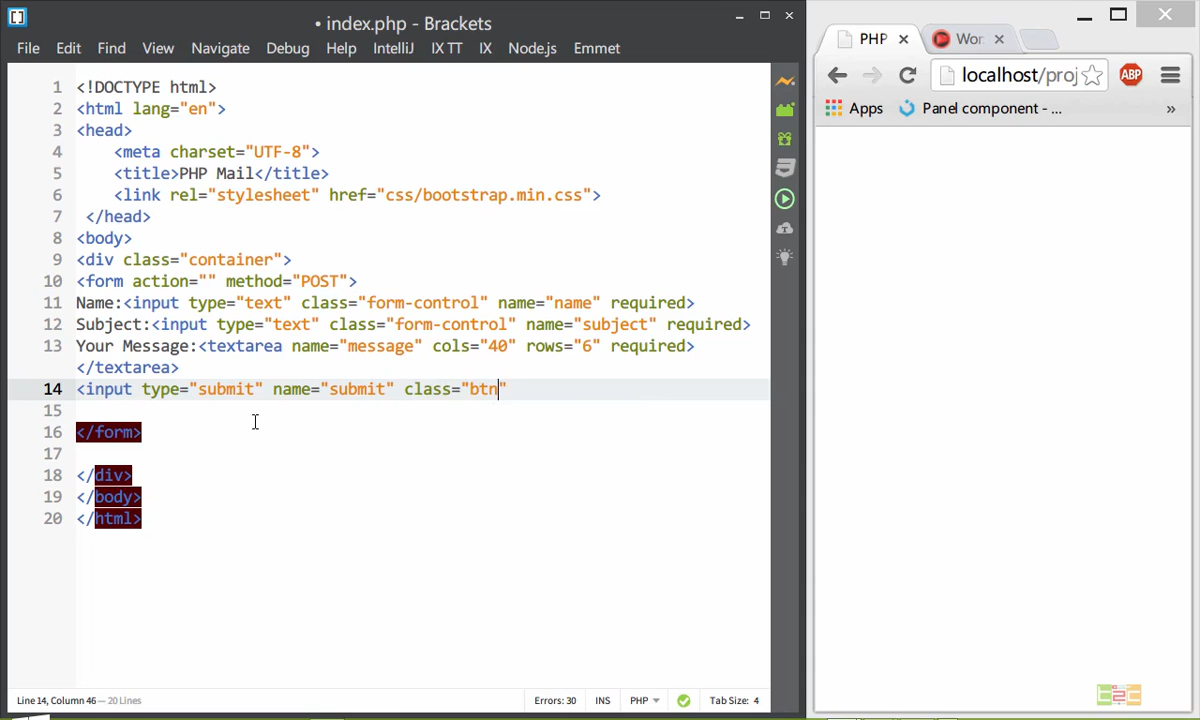 • index.php - Brackets
File Edit Find View Navigate Debug Help IntelliJ IX TT IX Node.js Emmet
1 <!DOCTYPE html>
2 <html lang="en">
3 <head>
4 <meta charset="UTF-8">
5 <title>PHP Mail</title>
6 <link rel="stylesheet" href="css/bootstrap.min.css">
7 </head>
8 <body>
9 <div class="container">
10 <form action="" method="POST">
11 Name:<input type="text" class="form-control" name="name" required>
12 Subject:<input type="text" class="form-control" name="subject" required>
13 Your Message:<textarea name="message" cols="40" rows="6" required>
</textarea>
14 <input type="submit" name="submit" class="btn"
15
16 </form>
17
18 </div>
19 </body>
20 </html>
Line 14, Column 46 — 20 Lines
Errors: 30 INS PHP Tab Size: 4
PHP
Wor
localhost/proj
ABP
Apps Panel component - ... »